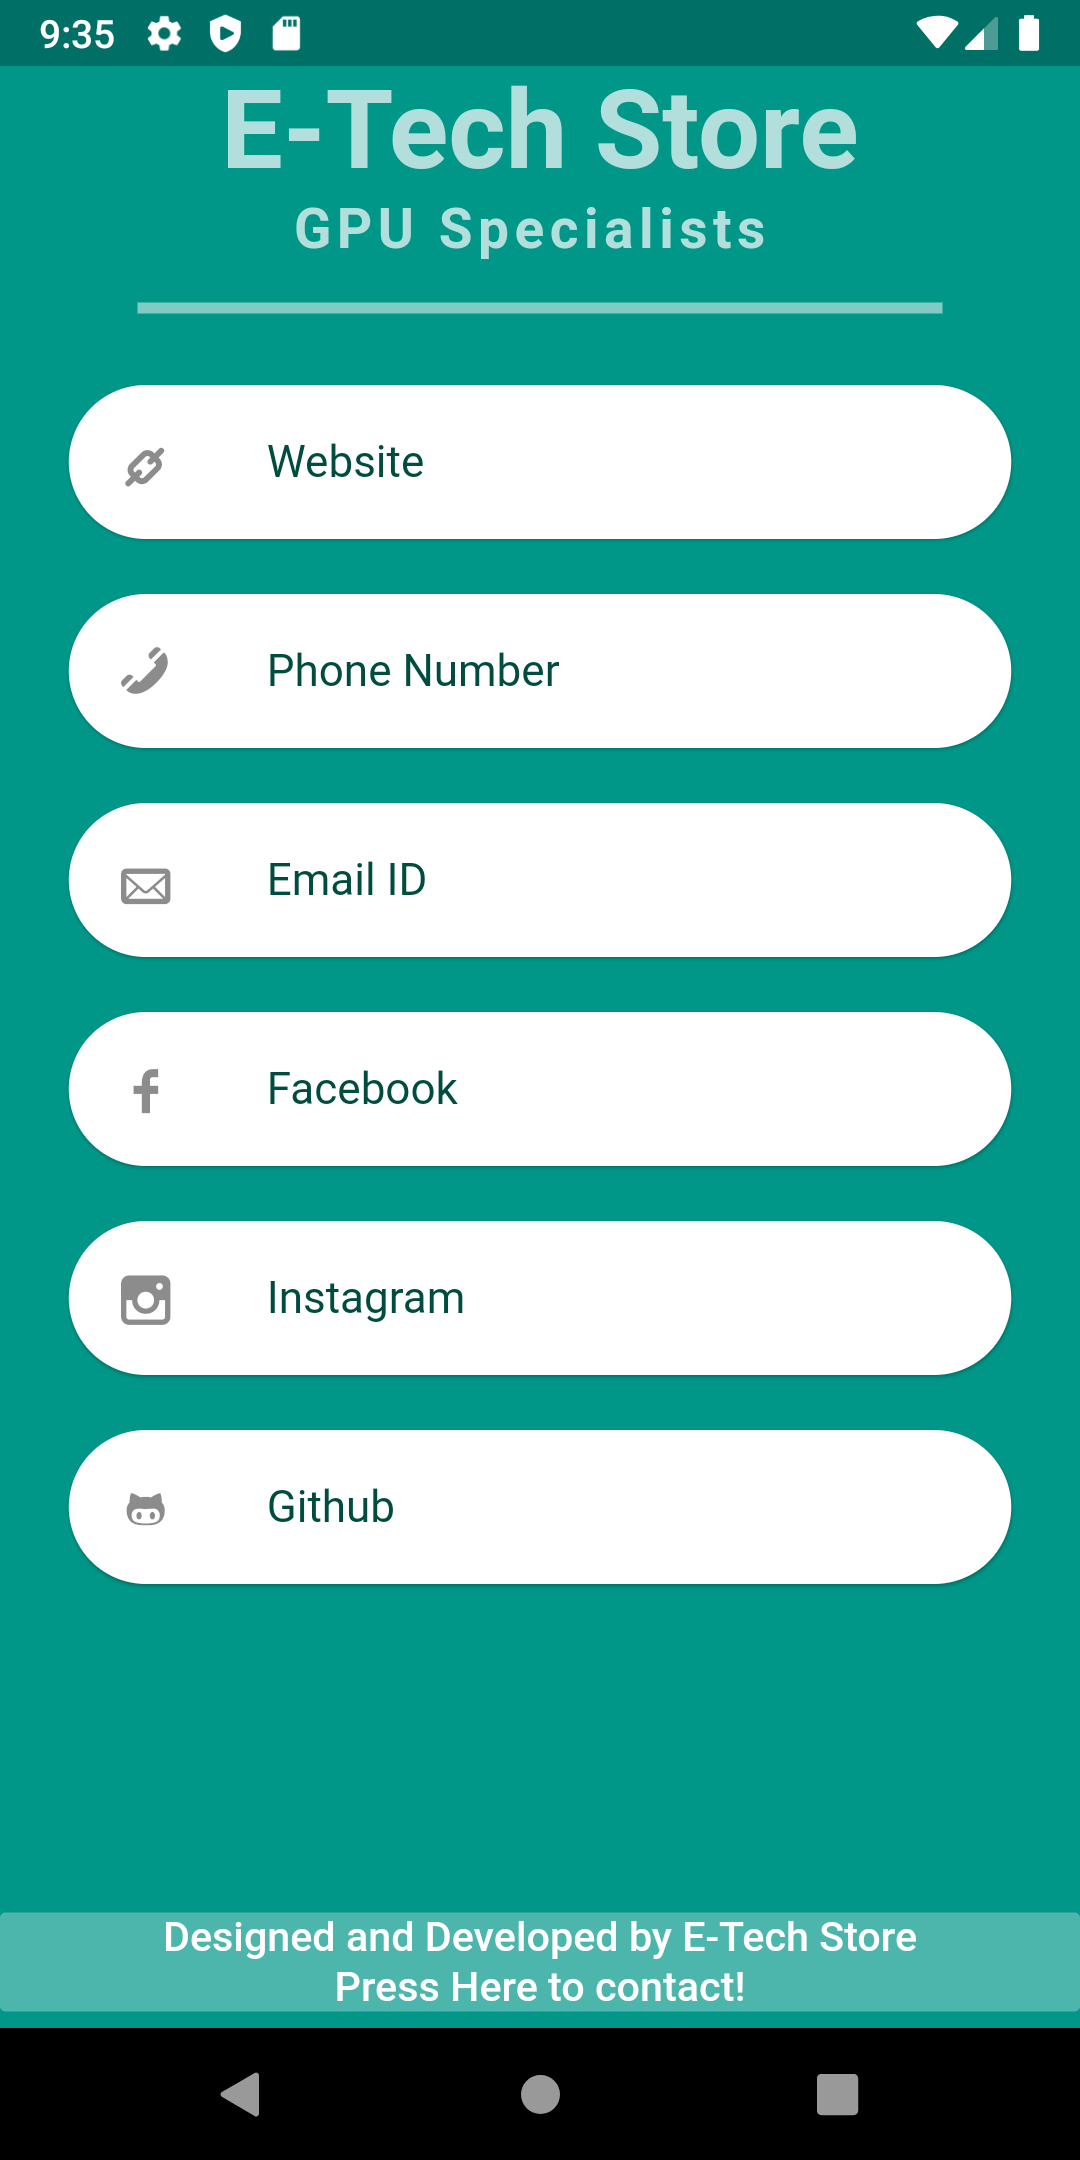 9:35
E-Tech Store
GPU Specialists
Website
Phone Number
Email ID
Facebook
Instagram
Github
Designed and Developed by E-Tech Store
Press Here to contact!